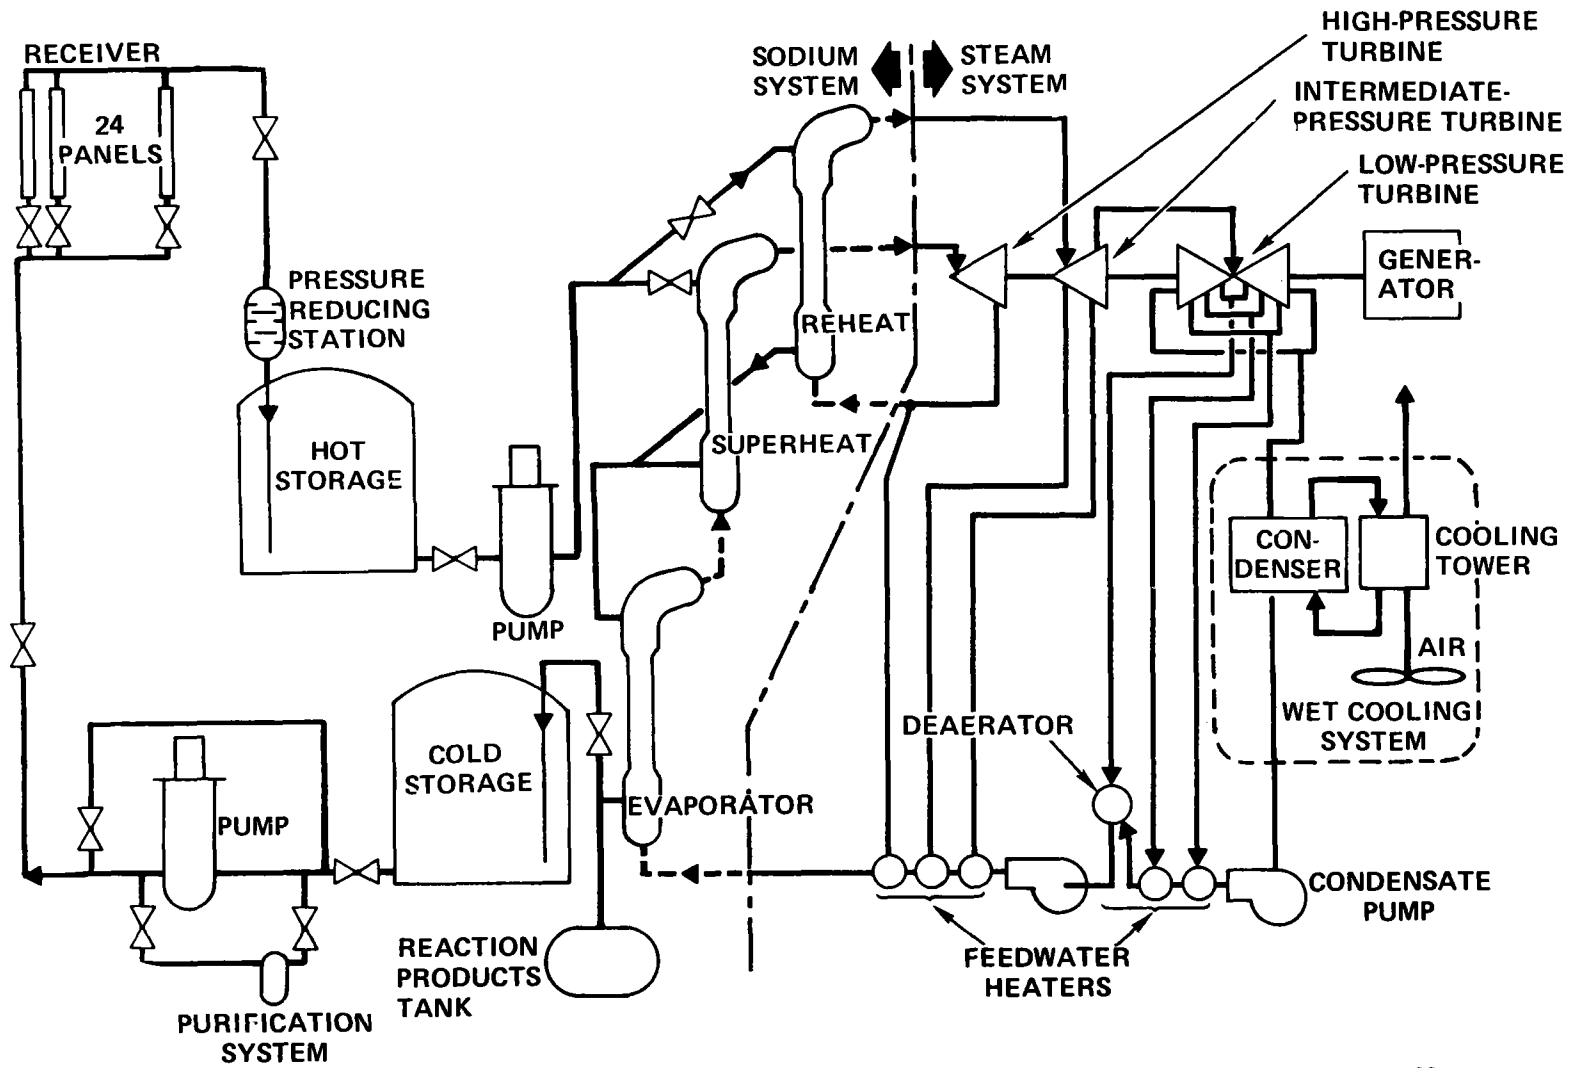 RECEIVER
24
PANELS
SODIUM
SYSTEM
STEAM
SYSTEM
HIGH-PRESSURE
TURBINE
INTERMEDIATE-
PRESSURE TURBINE
LOW-PRESSURE
TURBINE
GENER-
ATOR
PRESSURE
REDUCING
STATION
REHEAT
SUPERHEAT
HOT
STORAGE
PUMP
CON-
DENSER
COOLING
TOWER
AIR
WET COOLING
SYSTEM
DEAERATOR
COLD
STORAGE
EVAPORATOR
PUMP
CONDENSATE
PUMP
FEEDWATER
HEATERS
REACTION
PRODUCTS
TANK
PURIFICATION
SYSTEM